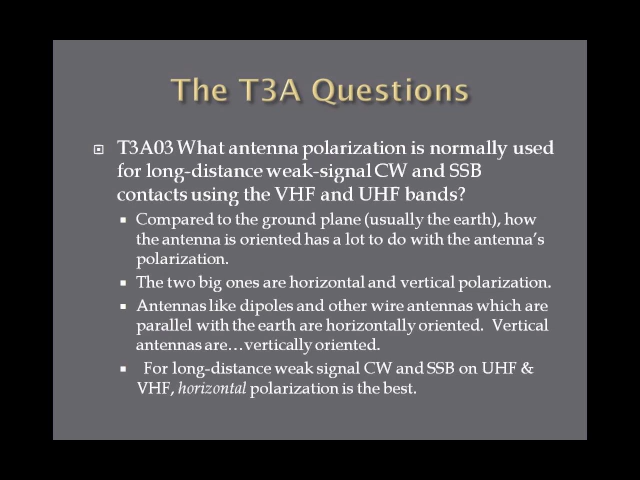 The T3A Questions
T3A03 What antenna polarization is normally used
for long-distance weak-signal CW and SSB
contacts using the VHF and UHF bands?
Compared to the ground plane (usually the earth), how
the antenna is oriented has a lot to do with the antenna's
polarization.
The two big ones are horizontal and vertical polarization.
Antennas like dipoles and other wire antennas which are
parallel with the earth are horizontally oriented. Vertical
antennas are…vertically oriented.
For long-distance weak signal CW and SSB on UHF &
VHF, horizontal polarization is the best.